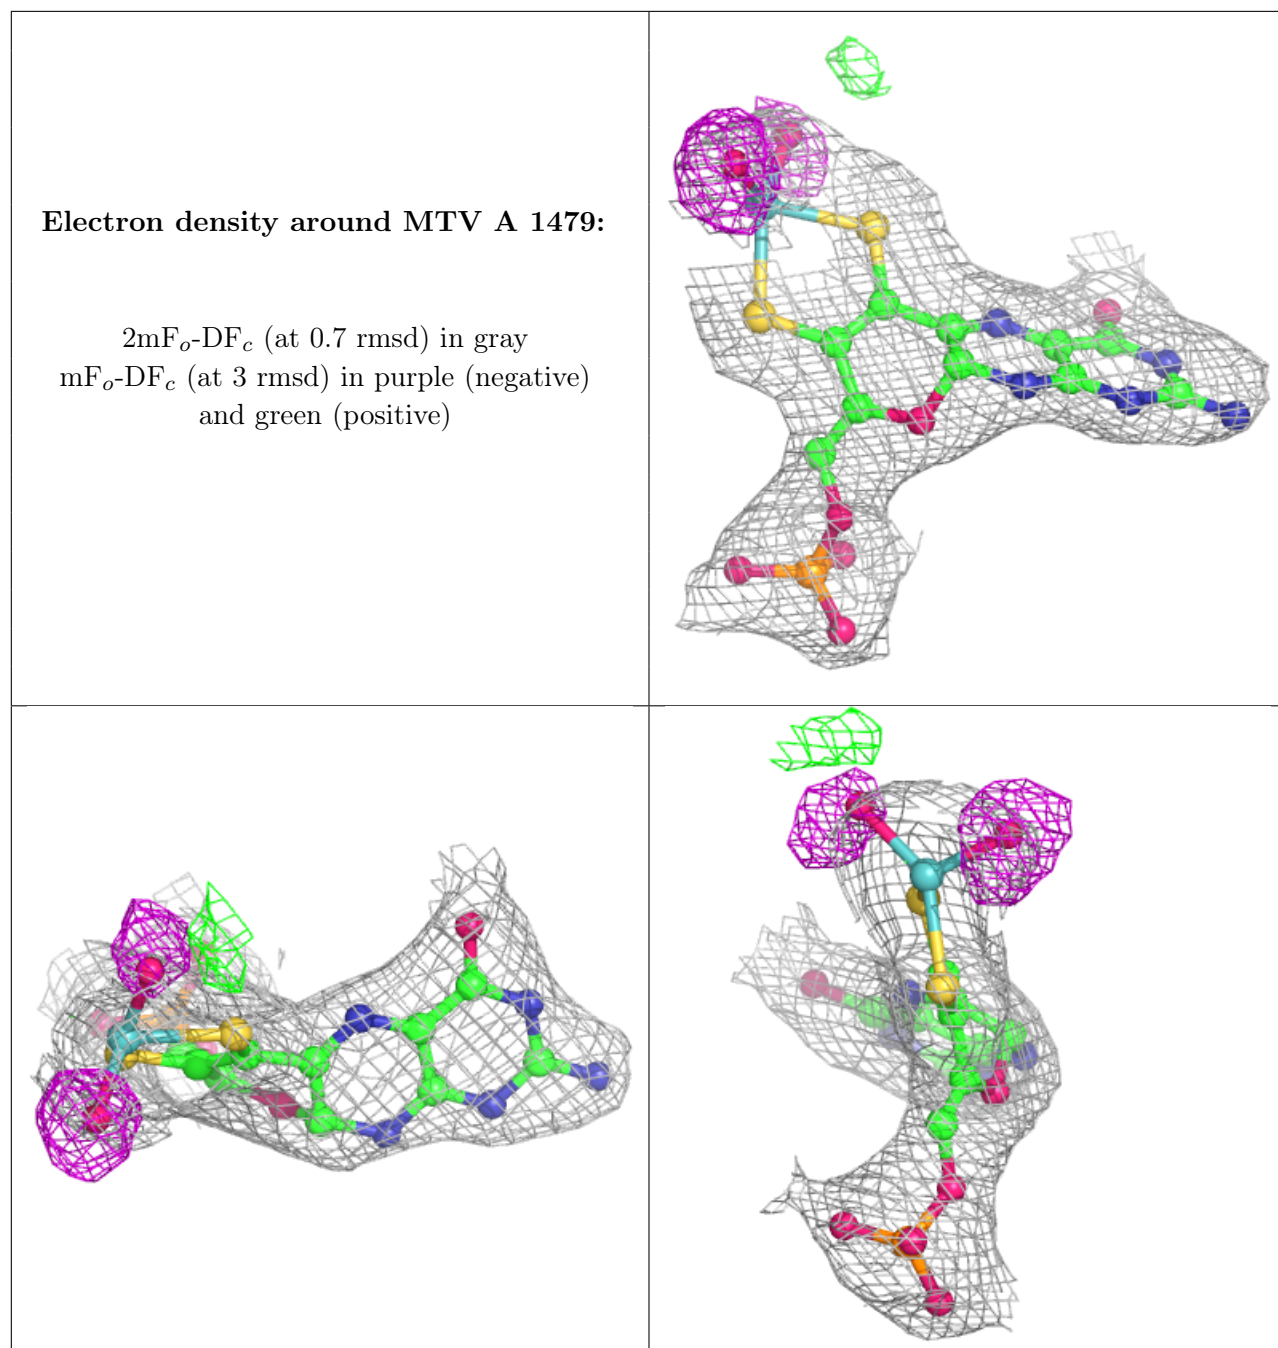 Electron density around MTV A 1479:
2mFₒ-DF𝒸 (at 0.7 rmsd) in gray
mFₒ-DF𝒸 (at 3 rmsd) in purple (negative)
and green (positive)